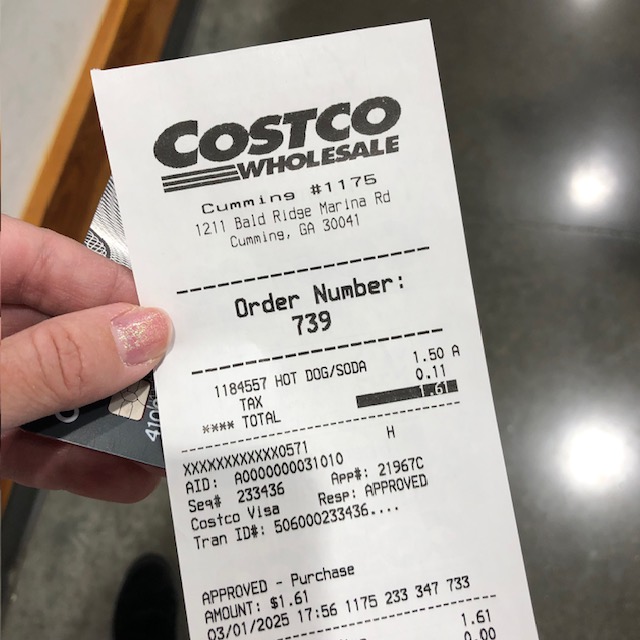 COSTCO
WHOLESALE
Cumming #1175
1211 Bald Ridge Marina Rd
Cumming, GA 30041
Order Number:
739
1184557 HOT DOG/SODA 1.50 A
TAX 0.11
**** TOTAL 1.61
XXXXXXXXXXXX0571 H
AID: A0000000031010
Seq# 233436 App#: 21967C
Costco Visa Resp: APPROVED
Tran ID#: 506000233436....
APPROVED - Purchase
AMOUNT: $1.61
03/01/2025 17:56 1175 233 347 733
1.61
0.00